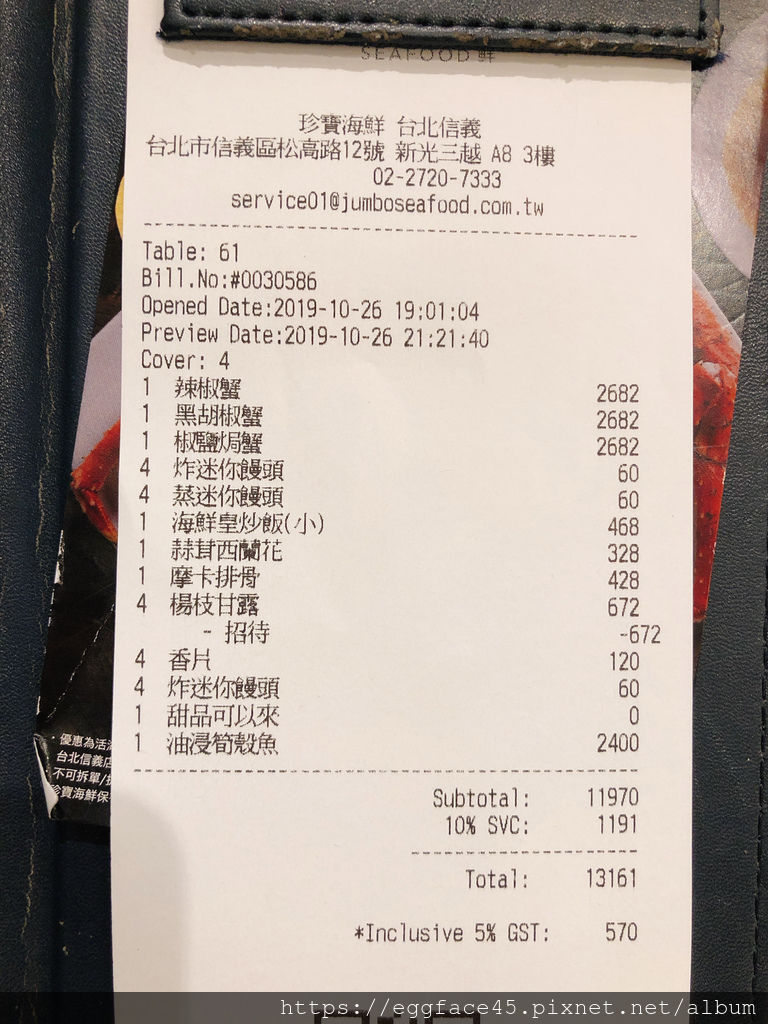 SEAFOOD 鮮
珍寶海鮮 台北信義
台北市信義區松高路12號 新光三越 A8 3樓
02-2720-7333
service01@jumboseafood.com.tw
Table: 61
Bill.No:#0030586
Opened Date:2019-10-26 19:01:04
Preview Date:2019-10-26 21:21:40
Cover: 4
1 辣椒蟹 2682
1 黑胡椒蟹 2682
1 椒鹽焗蟹 2682
4 炸迷你饅頭 60
4 蒸迷你饅頭 60
1 海鮮皇炒飯(小) 468
1 蒜茸西蘭花 328
1 摩卡排骨 428
4 楊枝甘露 672
- 招待 -672
4 香片 120
4 炸迷你饅頭 60
1 甜品可以來 0
1 油浸筍殼魚 2400
Subtotal: 11970
10% SVC: 1191
Total: 13161
*Inclusive 5% GST: 570
· 優惠為活
台北信義店
不可拆單/
珍寶海鮮保
https://eggface45.pixnet.net/album